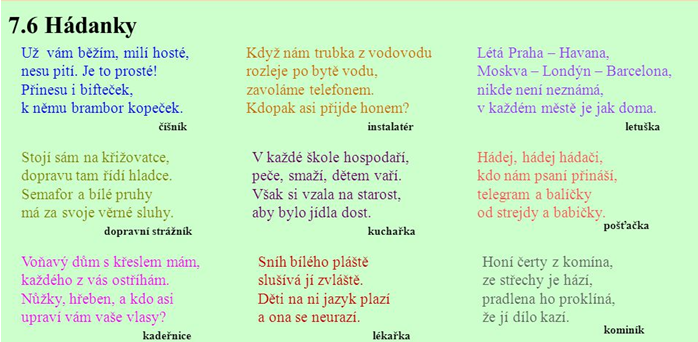 7.6 Hádanky
Už vám běžím, milí hosté,
nesu pití. Je to prosté!
Přinesu i bifteček,
k němu brambor kopeček.
číšník
Když nám trubka z vodovodu
rozleje po bytě vodu,
zavoláme telefonem.
Kdopak asi přijde honem?
instalatér
Létá Praha – Havana,
Moskva – Londýn – Barcelona,
nikde není neznámá,
v každém městě je jak doma.
letuška
Stojí sám na křižovatce,
dopravu tam řídí hladce.
Semafor a bílé pruhy
má za svoje věrné sluhy.
dopravní strážník
V každé škole hospodaří,
peče, smaží, dětem vaří.
Však si vzala na starost,
aby bylo jídla dost.
kuchařka
Hádej, hádej hádači,
kdo nám psaní přináší,
telegram a balíčky
od strejdy a babičky.
pošťačka
Voňavý dům s křeslem mám,
každého z vás ostříhám.
Nůžky, hřeben, a kdo asi
upraví vám vaše vlasy?
kadeřnice
Sníh bílého pláště
slušívá jí zvláště.
Děti na ni jazyk plazí
a ona se neurazí.
lékařka
Honí čerty z komína,
ze střechy je hází,
pradlena ho proklíná,
že jí dílo kazí.
kominík